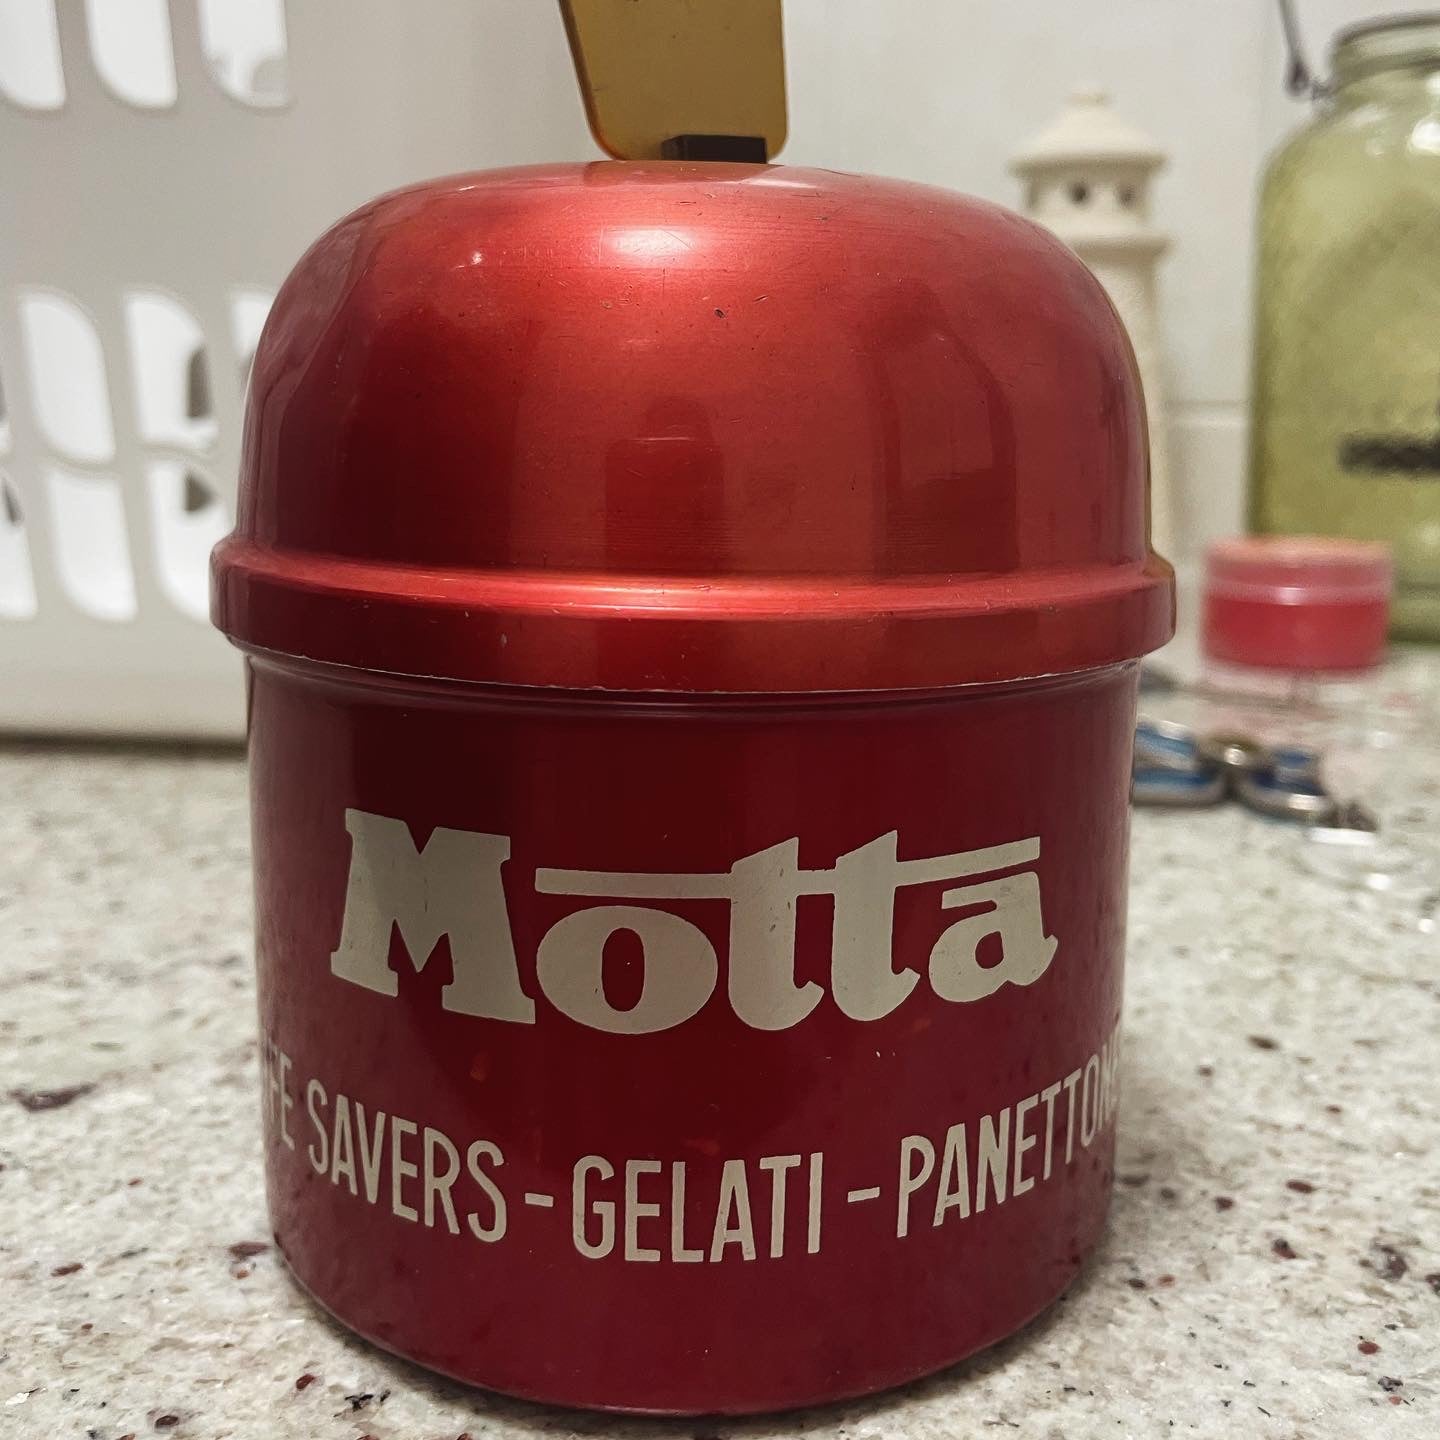 Motta
SAVERS - GELATI - PANETTON